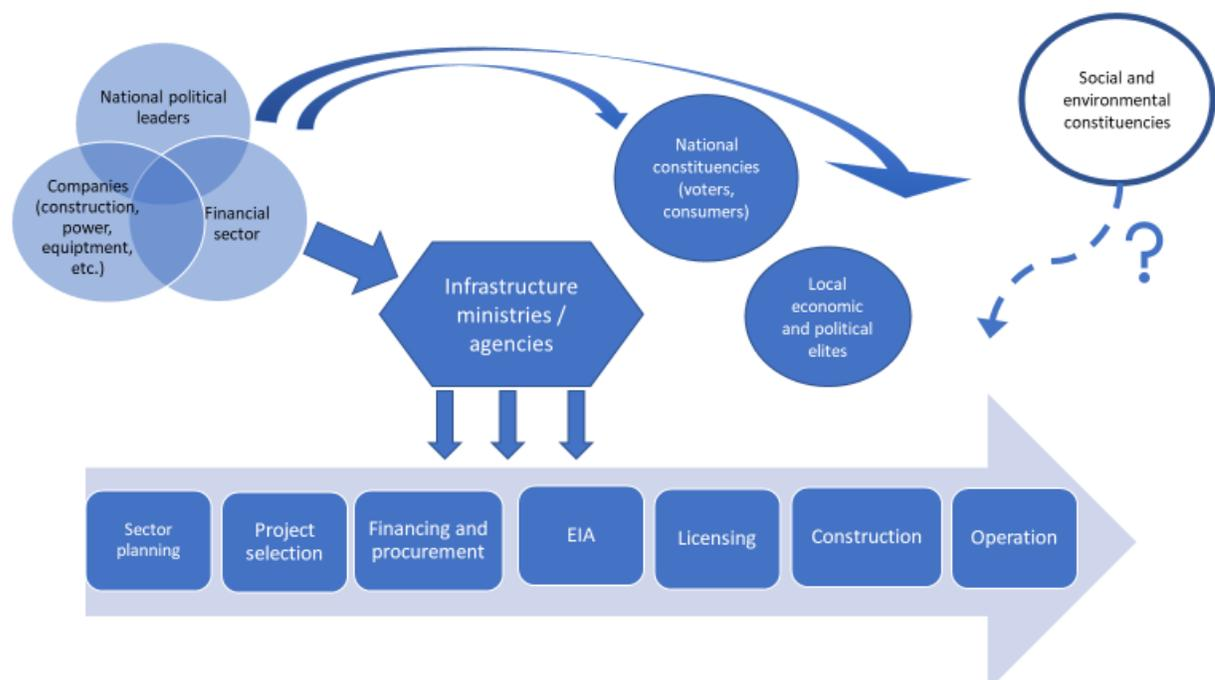 National political
leaders
Companies
(construction,
power,
equiptment,
etc.)
Financial
sector
National
constituencies
(voters,
consumers)
Social and
environmental
constituencies
?
Infrastructure
ministries /
agencies
Local
economic
and political
elites
Sector
planning
Project
selection
Financing and
procurement
EIA
Licensing
Construction
Operation